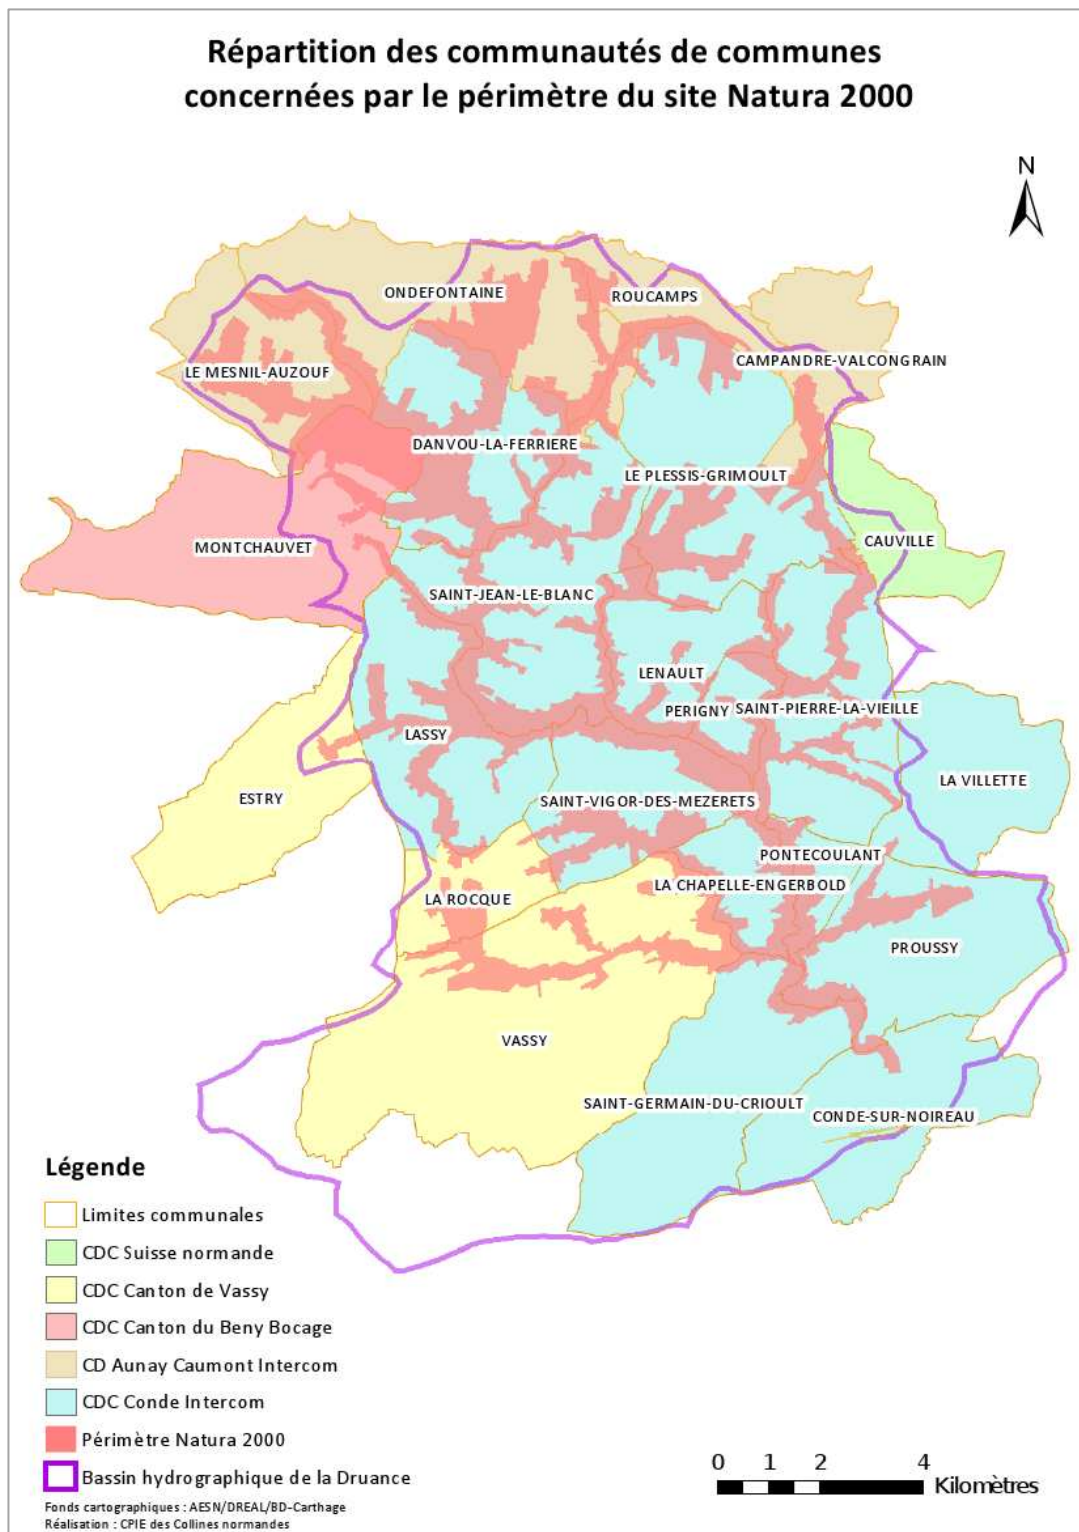 Répartition des communautés de communes
concernées par le périmètre du site Natura 2000
N
ONDEFONTAINE
ROUCAMPS
CAMPANDRE-VALCONGRAIN
LE MESNIL-AUZOUF
DANVOU-LA-FERRIERE
LE PLESSIS-GRIMOULT
MONTCHAUVET
CAUVILLE
SAINT-JEAN-LE-BLANC
LENAULT
PERIGNY
SAINT-PIERRE-LA-VIEILLE
LASSY
LA VILLETTE
ESTRY
SAINT-VIGOR-DES-MEZERETS
PONTECOULANT
LA CHAPELLE-ENGERBOLD
LA ROCQUE
PROUSSY
VASSY
SAINT-GERMAIN-DU-CRIOULT
CONDE-SUR-NOIREAU
Légende
Limites communales
CDC Suisse normande
CDC Canton de Vassy
CDC Canton du Beny Bocage
CD Aunay Caumont Intercom
CDC Conde Intercom
Périmètre Natura 2000
Bassin hydrographique de la Druance
0 1 2 4
Kilomètres
Fonds cartographiques : AESN/DREAL/BD-Carthage
Réalisation : CPIE des Collines normandes